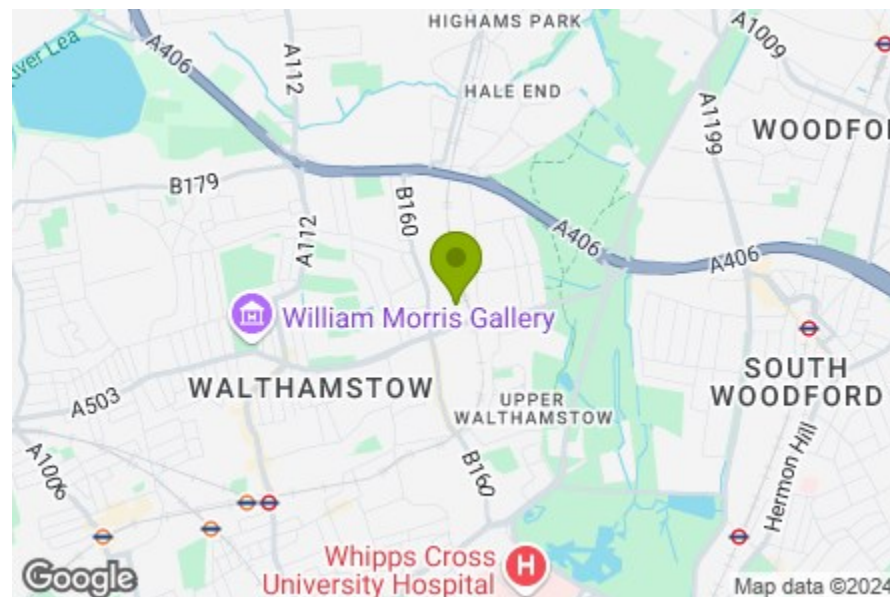 HIGHAMS PARK
A1009
River Lea
A406
A112
HALE END
A1199
WOODFO
B179
B160
A112
A406
A406
William Morris Gallery
SOUTH
WOODFORD
WALTHAMSTOW
A503
UPPER
WALTHAMSTOW
Hermon Hill
A1006
B160
Whipps Cross
University Hospital
H
Google
Map data ©2024